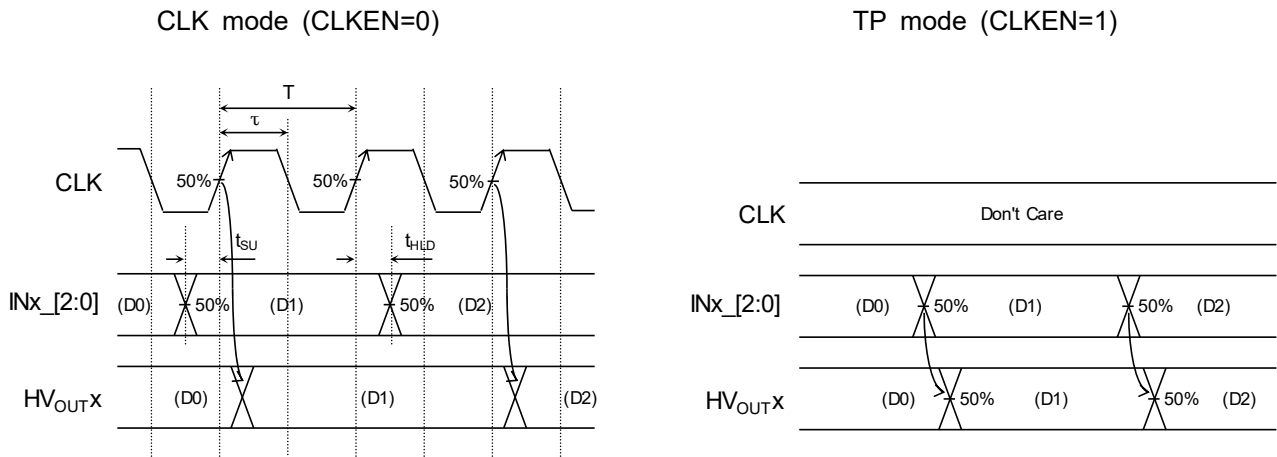 CLK mode (CLKEN=0)
TP mode (CLKEN=1)
T
τ
CLK 50% 50% 50%
CLK Don't Care
tSU tHLD
INx_[2:0] (D0) 50% (D1) 50% (D2)
INx_[2:0] (D0) 50% (D1) 50% (D2)
HVOUTx (D0) (D1) (D2)
HVOUTx (D0) 50% (D1) 50% (D2)